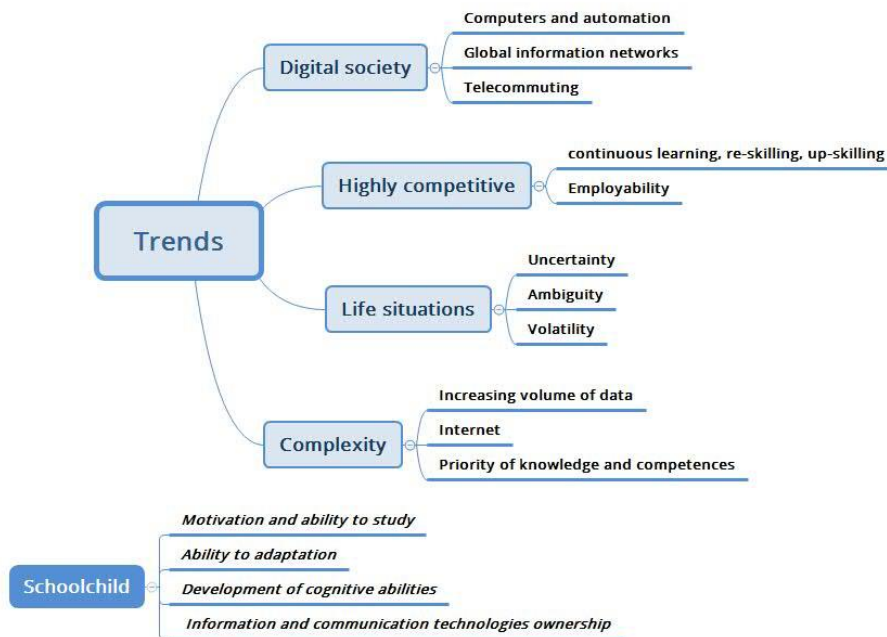 Trends
Digital society
Computers and automation
Global information networks
Telecommuting
Highly competitive
continuous learning, re-skilling, up-skilling
Employability
Life situations
Uncertainty
Ambiguity
Volatility
Complexity
Increasing volume of data
Internet
Priority of knowledge and competences
Schoolchild
Motivation and ability to study
Ability to adaptation
Development of cognitive abilities
Information and communication technologies ownership